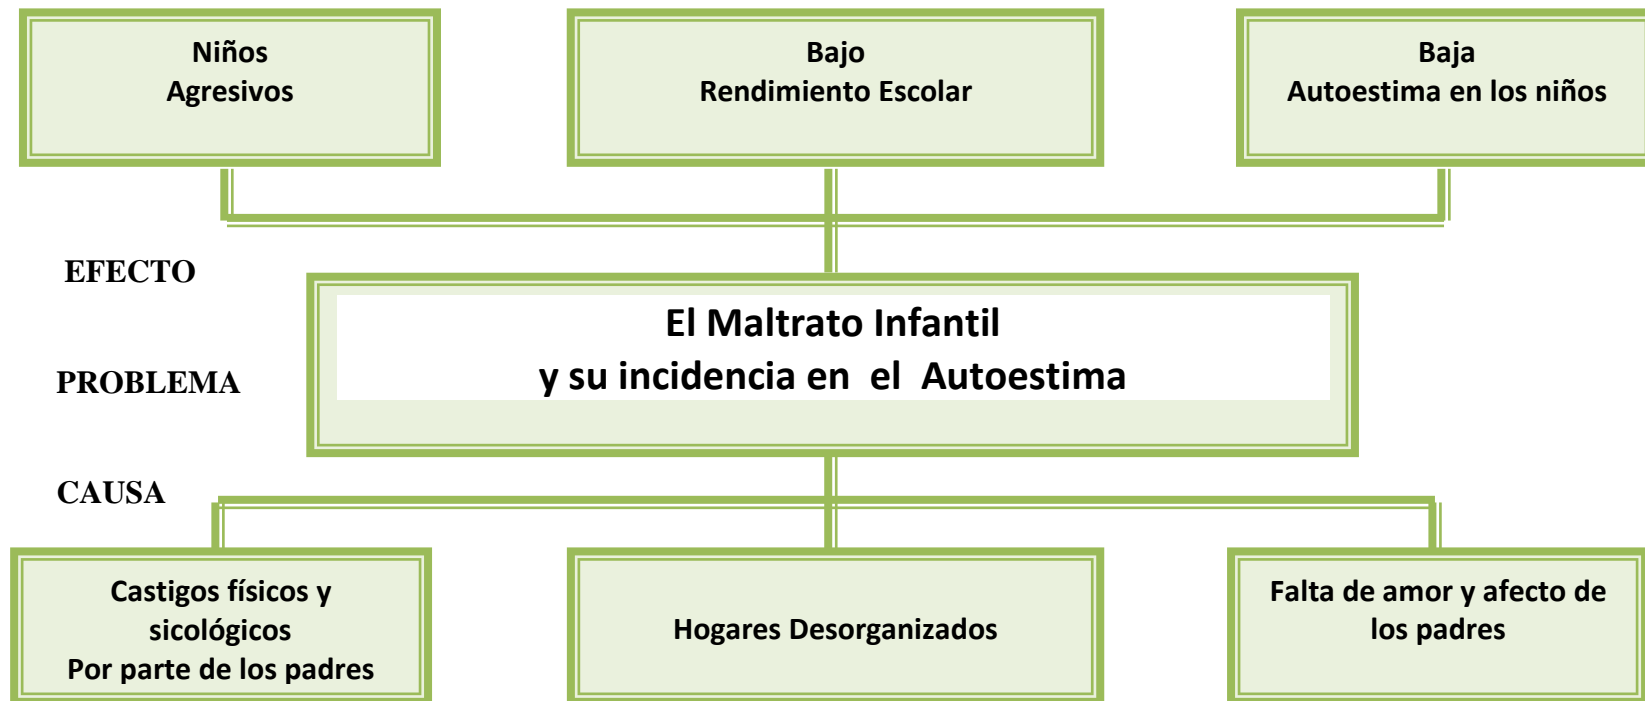 Niños
Agresivos
Bajo
Rendimiento Escolar
Baja
Autoestima en los niños
EFECTO
El Maltrato Infantil
y su incidencia en  el  Autoestima
PROBLEMA
CAUSA
Castigos físicos y
sicológicos
Por parte de los padres
Hogares Desorganizados
Falta de amor y afecto de
los padres